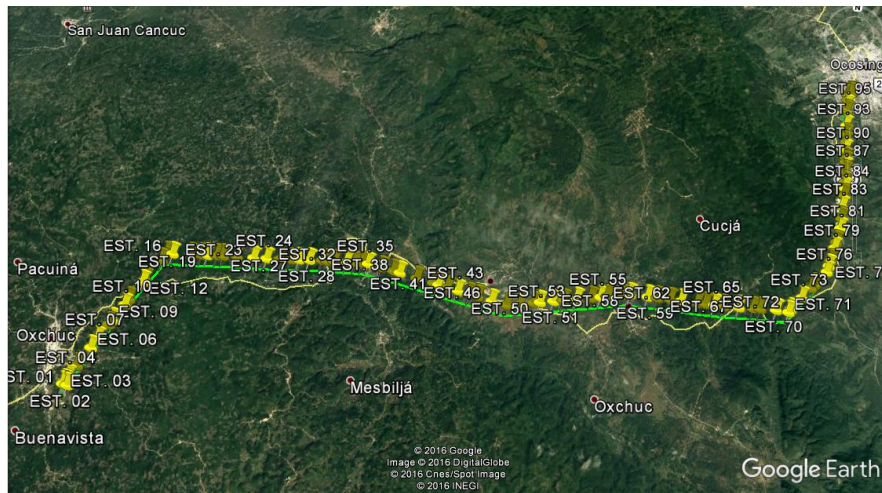 San Juan Cancuc
Ocosing
EST. 95
EST. 93
EST. 90
EST. 87
EST. 84
EST. 83
EST. 81
EST. 79
EST. 76
Cucjá
EST. 16
EST. 23
EST. 24
EST. 32
EST. 35
EST. 19
EST. 27
EST. 28
EST. 38
EST. 41
EST. 43
EST. 46
EST. 50
EST. 53
EST. 51
EST. 55
EST. 58
EST. 62
EST. 59
EST. 65
EST. 72
EST. 73
EST. 71
EST. 70
Pacuiná
EST. 10
EST. 12
EST. 09
EST. 07
EST. 06
Oxchuc
EST. 04
ST. 01
EST. 03
EST. 02
Mesbiljá
Oxchuc
Buenavista
© 2016 Google
Image © 2016 DigitalGlobe
© 2016 Cnes/Spot Image
© 2016 INEGI
Google Earth